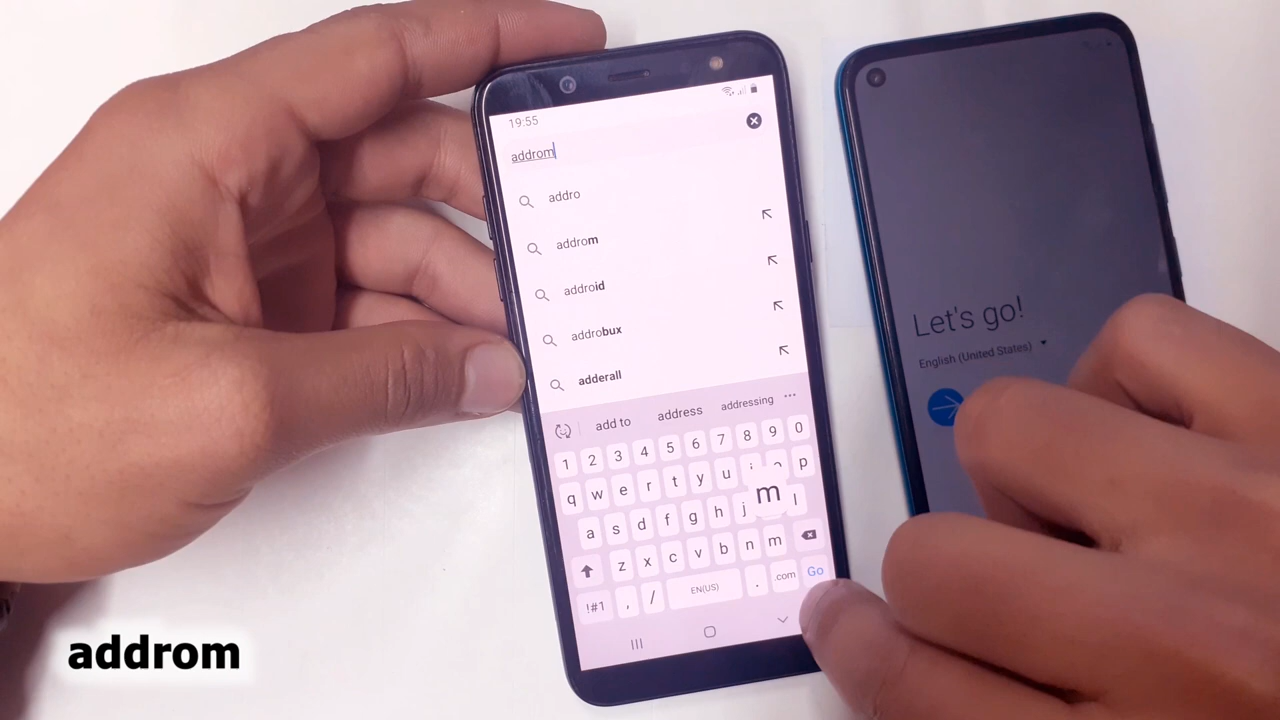 19:55
addrom
addro
addrom
addroid
addrobux
adderall
add to address addressing
1 2 3 4 5 6 7 8 9 0
q w e r t y u i p
a s d f g h j m l
z x c v b n m
!#1 , / EN(US) . .com Go
Let's go!
English (United States)
addrom